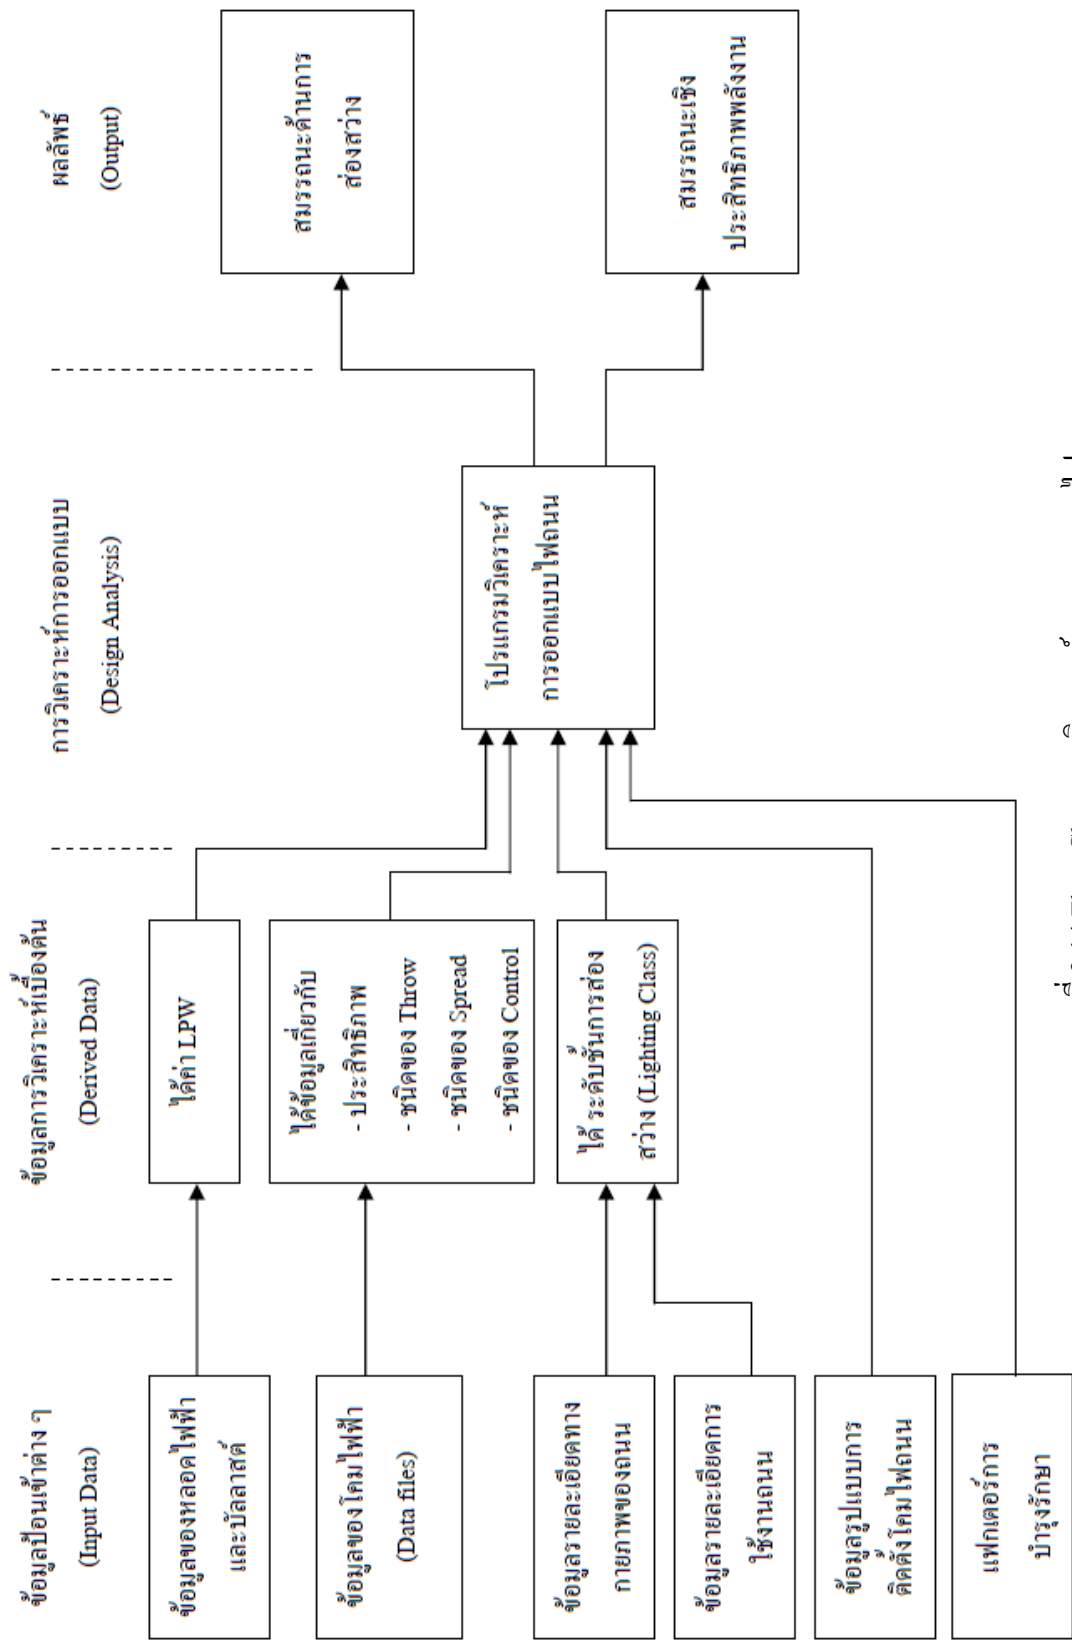 ข้อมูลป้อนเข้าต่าง ๆ
(Input Data)
ข้อมูลของหลอดไฟฟ้า
และบัลลาสต์
ข้อมูลของโคมไฟฟ้า
(Data files)
ข้อมูลรายละเอียดทาง
กายภาพของถนน
ข้อมูลรายละเอียดการ
ใช้งานถนน
ข้อมูลรูปแบบการ
ติดตั้งโคมไฟถนน
แฟกเตอร์การ
บำรุงรักษา
ข้อมูลการวิเคราะห์เบื้องต้น
(Derived Data)
ได้ค่า LPW
ได้ข้อมูลเกี่ยวกับ
- ประสิทธิภาพ
- ชนิดของ Throw
- ชนิดของ Spread
- ชนิดของ Control
ได้ ระดับชั้นการส่อง
สว่าง (Lighting Class)
การวิเคราะห์การออกแบบ
(Design Analysis)
โปรแกรมวิเคราะห์
การออกแบบไฟถนน
ผลลัพธ์
(Output)
สมรรถนะด้านการ
ส่องสว่าง
สมรรถนะเชิง
ประสิทธิภาพพลังงาน